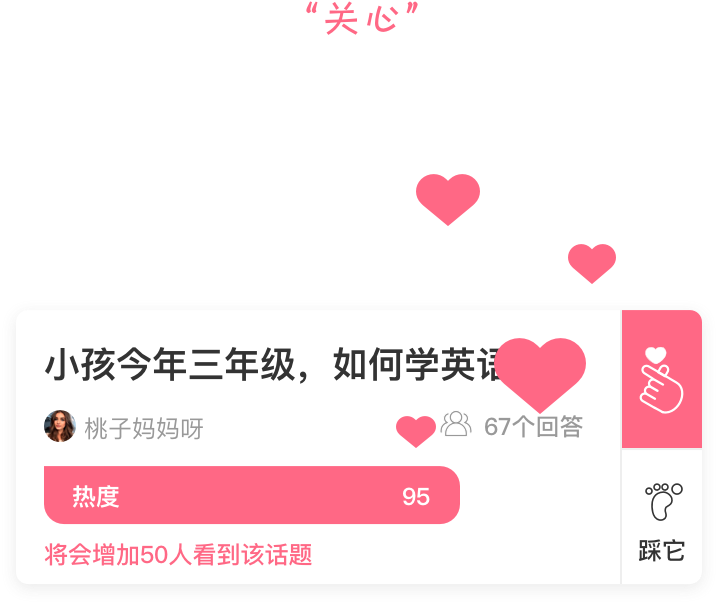 “关心”
小孩今年三年级，如何学英语
桃子妈妈呀
67个回答
热度
95
将会增加50人看到该话题
踩它